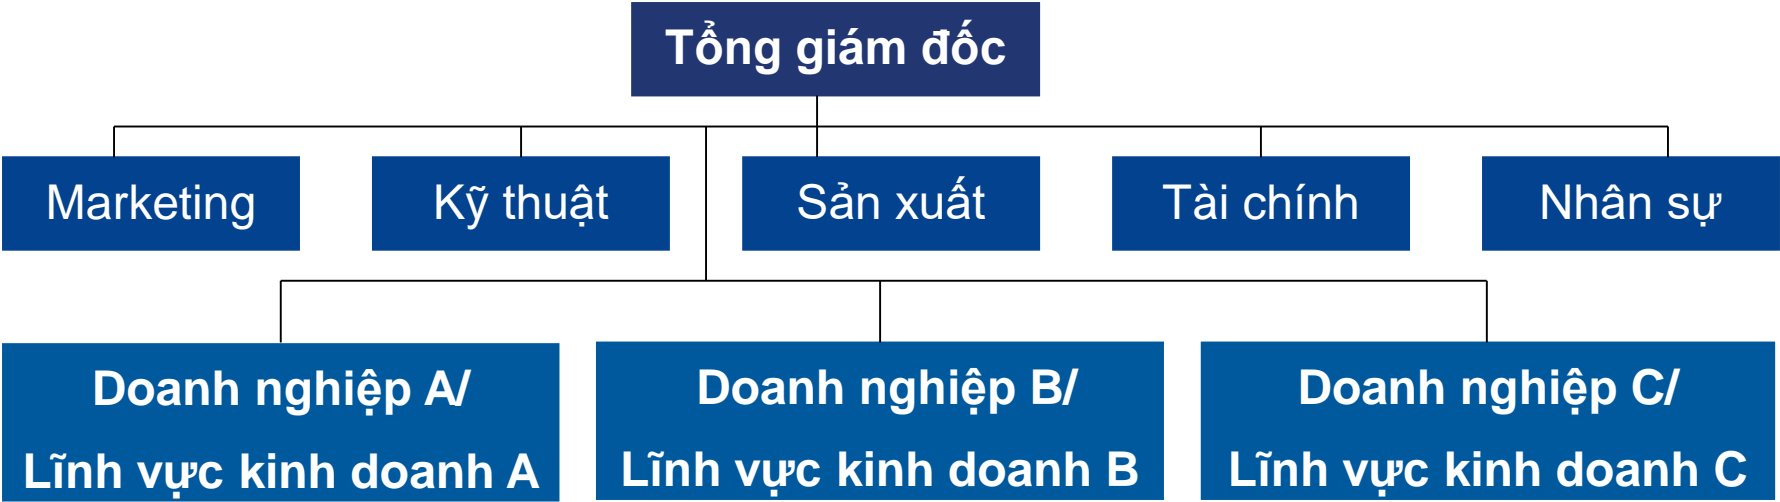 Tổng giám đốc
Marketing
Kỹ thuật
Sản xuất
Tài chính
Nhân sự
Doanh nghiệp A/
Lĩnh vực kinh doanh A
Doanh nghiệp B/
Lĩnh vực kinh doanh B
Doanh nghiệp C/
Lĩnh vực kinh doanh C